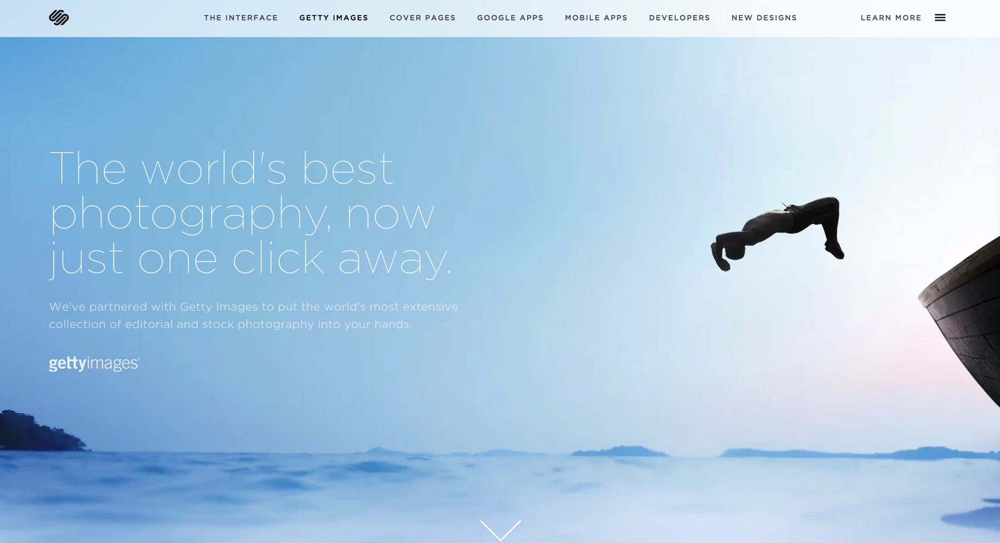 THE INTERFACE GETTY IMAGES COVER PAGES GOOGLE APPS MOBILE APPS DEVELOPERS NEW DESIGNS LEARN MORE
The world's best
photography, now
just one click away.
We've partnered with Getty Images to put the world's most extensive
collection of editorial and stock photography into your hands.
gettyimages®